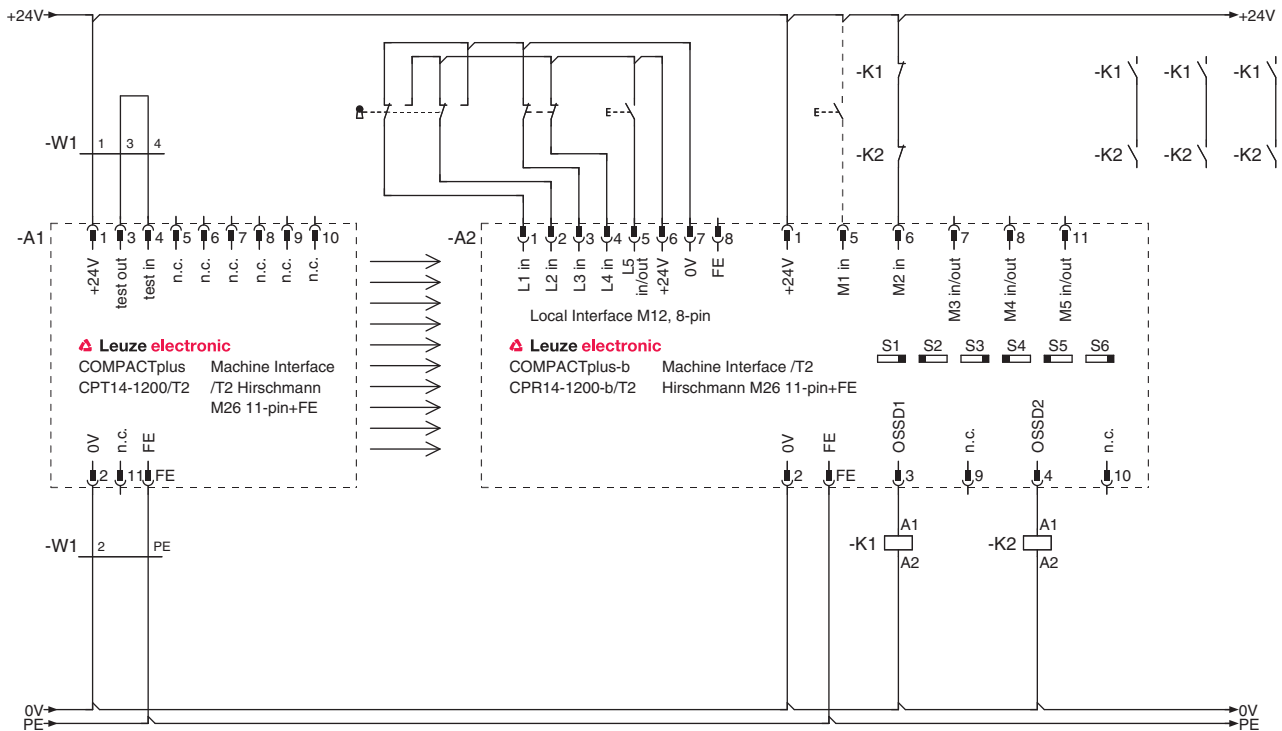 +24V
+24V
-K1
-K1
-K1
-K1
E
E
-W1
1
3
4
-K2
-K2
-K2
-K2
-A1
1
3
4
5
6
7
8
9
10
-A2
1
2
3
4
5
6
7
8
1
5
6
7
8
11
+24V
test out
test in
n.c.
n.c.
n.c.
n.c.
n.c.
n.c.
L1 in
L2 in
L3 in
L4 in
L5
in/out
+24V
0V
FE
+24V
M1 in
M2 in
M3 in/out
M4 in/out
M5 in/out
Local Interface M12, 8-pin
Leuze electronic
COMPACTplus
CPT14-1200/T2
Machine Interface
/T2 Hirschmann
M26 11-pin+FE
Leuze electronic
COMPACTplus-b
CPR14-1200-b/T2
Machine Interface /T2
Hirschmann M26 11-pin+FE
S1
S2
S3
S4
S5
S6
0V
n.c.
FE
0V
FE
OSSD1
n.c.
OSSD2
n.c.
2
11
FE
2
FE
3
9
4
10
-W1
2
PE
-K1
A1
A2
-K2
A1
A2
0V
0V
PE
PE